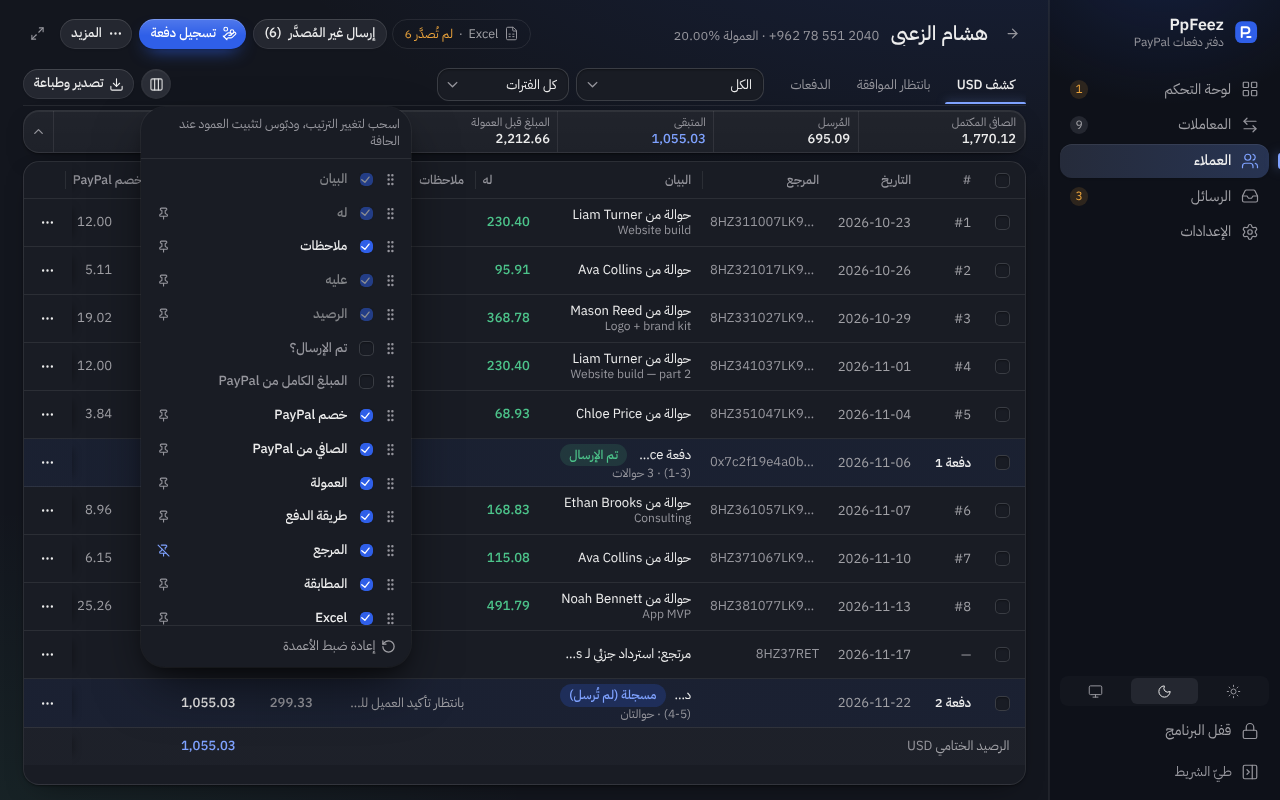 PpFeez
دفتر دفعات PayPal
لوحة التحكم 1
المعاملات 9
العملاء
الرسائل 3
الإعدادات
قفل البرنامج
طيّ الشريط
هشام الزعبي
+962 78 551 2040 · العمولة 20.00%
Excel · لم تُصدَّر 6
إرسال غير المُصدَّر (6)
تسجيل دفعة
المزيد
كشف USD
بانتظار الموافقة
الدفعات
الكل
كل الفترات
تصدير وطباعة
الصافي المكتمل
1,770.12
المُرسل
695.09
المتبقي
1,055.03
المبلغ قبل العمولة
2,212.66
# التاريخ المرجع البيان له ملاحظات خصم PayPal
#1 2026-10-23 8HZ311007LK9... حوالة من Liam Turner 230.40 12.00
Website build
#2 2026-10-26 8HZ321017LK9... حوالة من Ava Collins 95.91 5.11
#3 2026-10-29 8HZ331027LK9... حوالة من Mason Reed 368.78 19.02
Logo + brand kit
#4 2026-11-01 8HZ341037LK9... حوالة من Liam Turner 230.40 12.00
Website build — part 2
#5 2026-11-04 8HZ351047LK9... حوالة من Chloe Price 68.93 3.84
دفعة 1 2026-11-06 0x7c2f19e4a0b... دفعة ce... تم الإرسال
(1-3) · 3 حوالات
#6 2026-11-07 8HZ361057LK9... حوالة من Ethan Brooks 168.83 8.96
Consulting
#7 2026-11-10 8HZ371067LK9... حوالة من Ava Collins 115.08 6.15
#8 2026-11-13 8HZ381077LK9... حوالة من Noah Bennett 491.79 25.26
App MVP
— 2026-11-17 8HZ37RET مرتجع: استرداد جزئي لـ s...
دفعة 2 2026-11-22 د... مسجلة (لم تُرسل) بانتظار تأكيد العميل للـ... 299.33 1,055.03
(4-5) · حوالتان
الرصيد الختامي USD 1,055.03
اسحب لتغيير الترتيب، ودبّوس لتثبيت العمود عند
الحافة
البيان
له
ملاحظات
عليه
الرصيد
تم الإرسال؟
المبلغ الكامل من PayPal
خصم PayPal
الصافي من PayPal
العمولة
طريقة الدفع
المرجع
المطابقة
Excel
إعادة ضبط الأعمدة